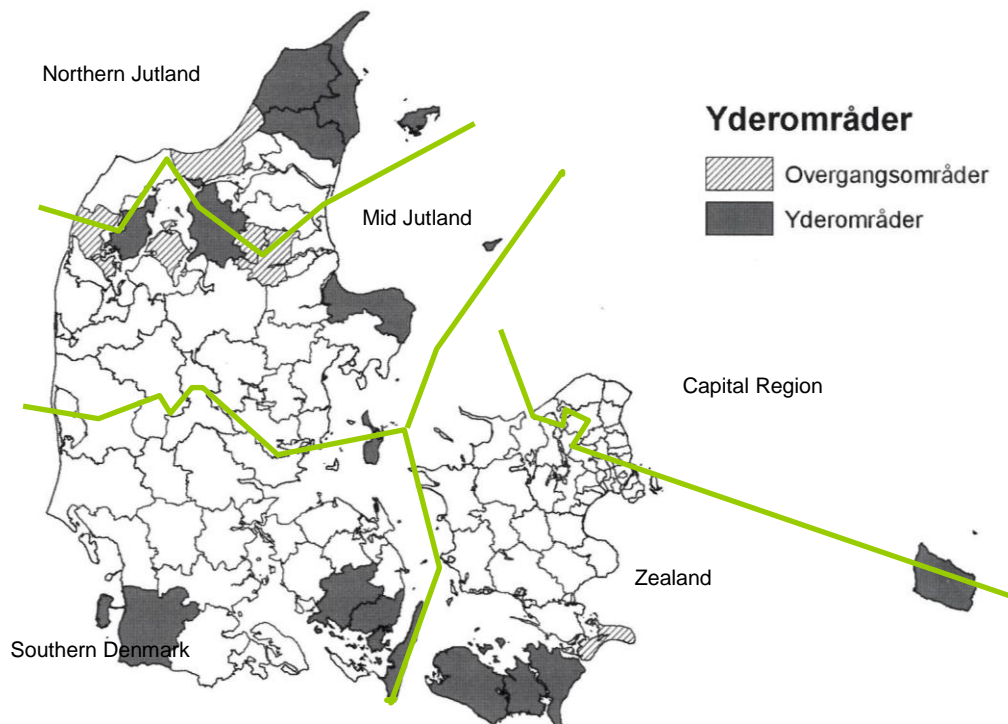 Northern Jutland
Yderområder
Overgangsområder
Mid Jutland
Yderområder
Capital Region
Zealand
Southern Denmark